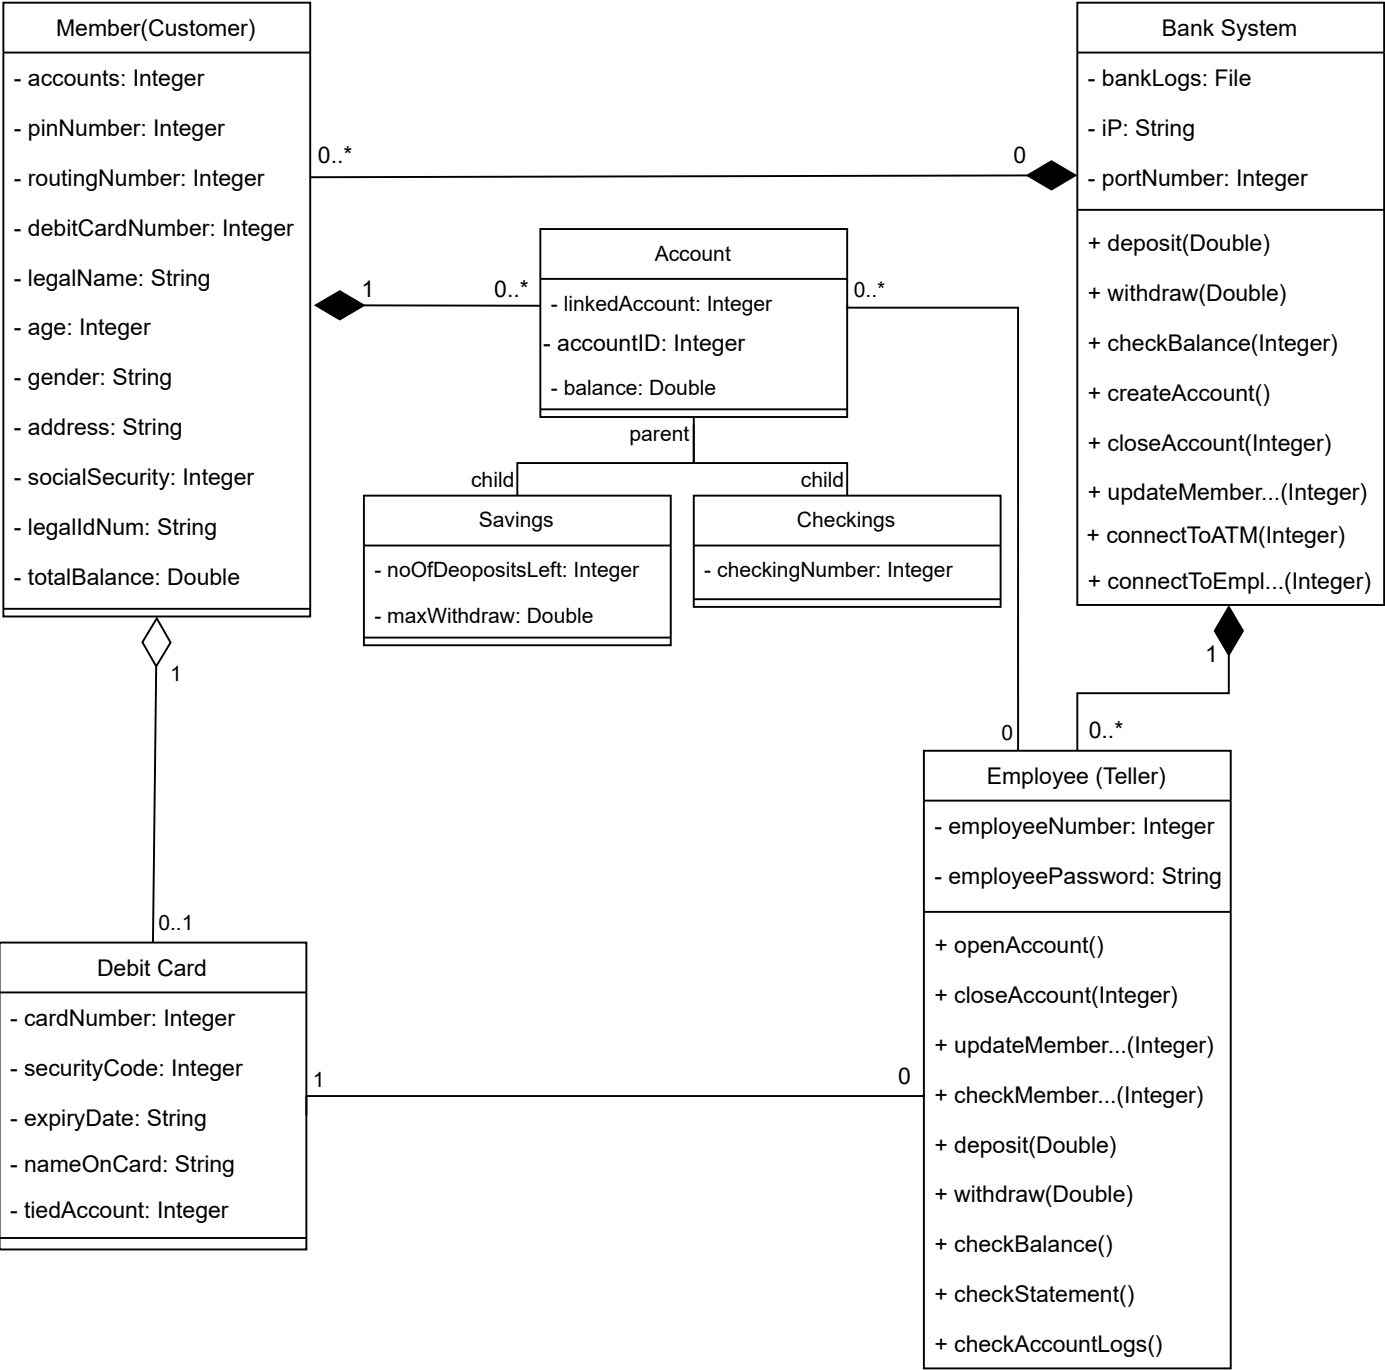 Member(Customer)
- accounts: Integer
- pinNumber: Integer
- routingNumber: Integer
- debitCardNumber: Integer
- legalName: String
- age: Integer
- gender: String
- address: String
- socialSecurity: Integer
- legalIdNum: String
- totalBalance: Double
0..*
0
Bank System
- bankLogs: File
- iP: String
- portNumber: Integer
+ deposit(Double)
+ withdraw(Double)
+ checkBalance(Integer)
+ createAccount()
+ closeAccount(Integer)
+ updateMember...(Integer)
+ connectToATM(Integer)
+ connectToEmpl...(Integer)
1
0..*
Account
- linkedAccount: Integer
- accountID: Integer
- balance: Double
0..*
parent
child
child
Savings
- noOfDeopositsLeft: Integer
- maxWithdraw: Double
Checkings
- checkingNumber: Integer
1
1
0
0..*
Employee (Teller)
- employeeNumber: Integer
- employeePassword: String
+ openAccount()
+ closeAccount(Integer)
+ updateMember...(Integer)
+ checkMember...(Integer)
+ deposit(Double)
+ withdraw(Double)
+ checkBalance()
+ checkStatement()
+ checkAccountLogs()
0..1
Debit Card
- cardNumber: Integer
- securityCode: Integer
- expiryDate: String
- nameOnCard: String
- tiedAccount: Integer
1
0